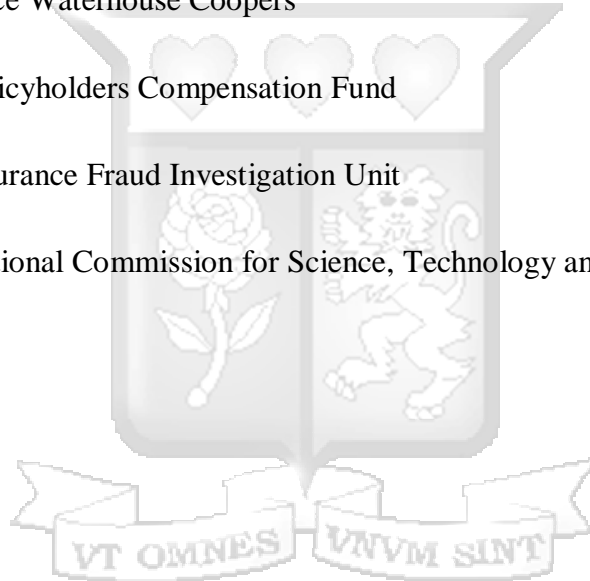 ce Waterhouse Coopers
icyholders Compensation Fund
urance Fraud Investigation Unit
tional Commission for Science, Technology an
VT OMNES VNVM SINT